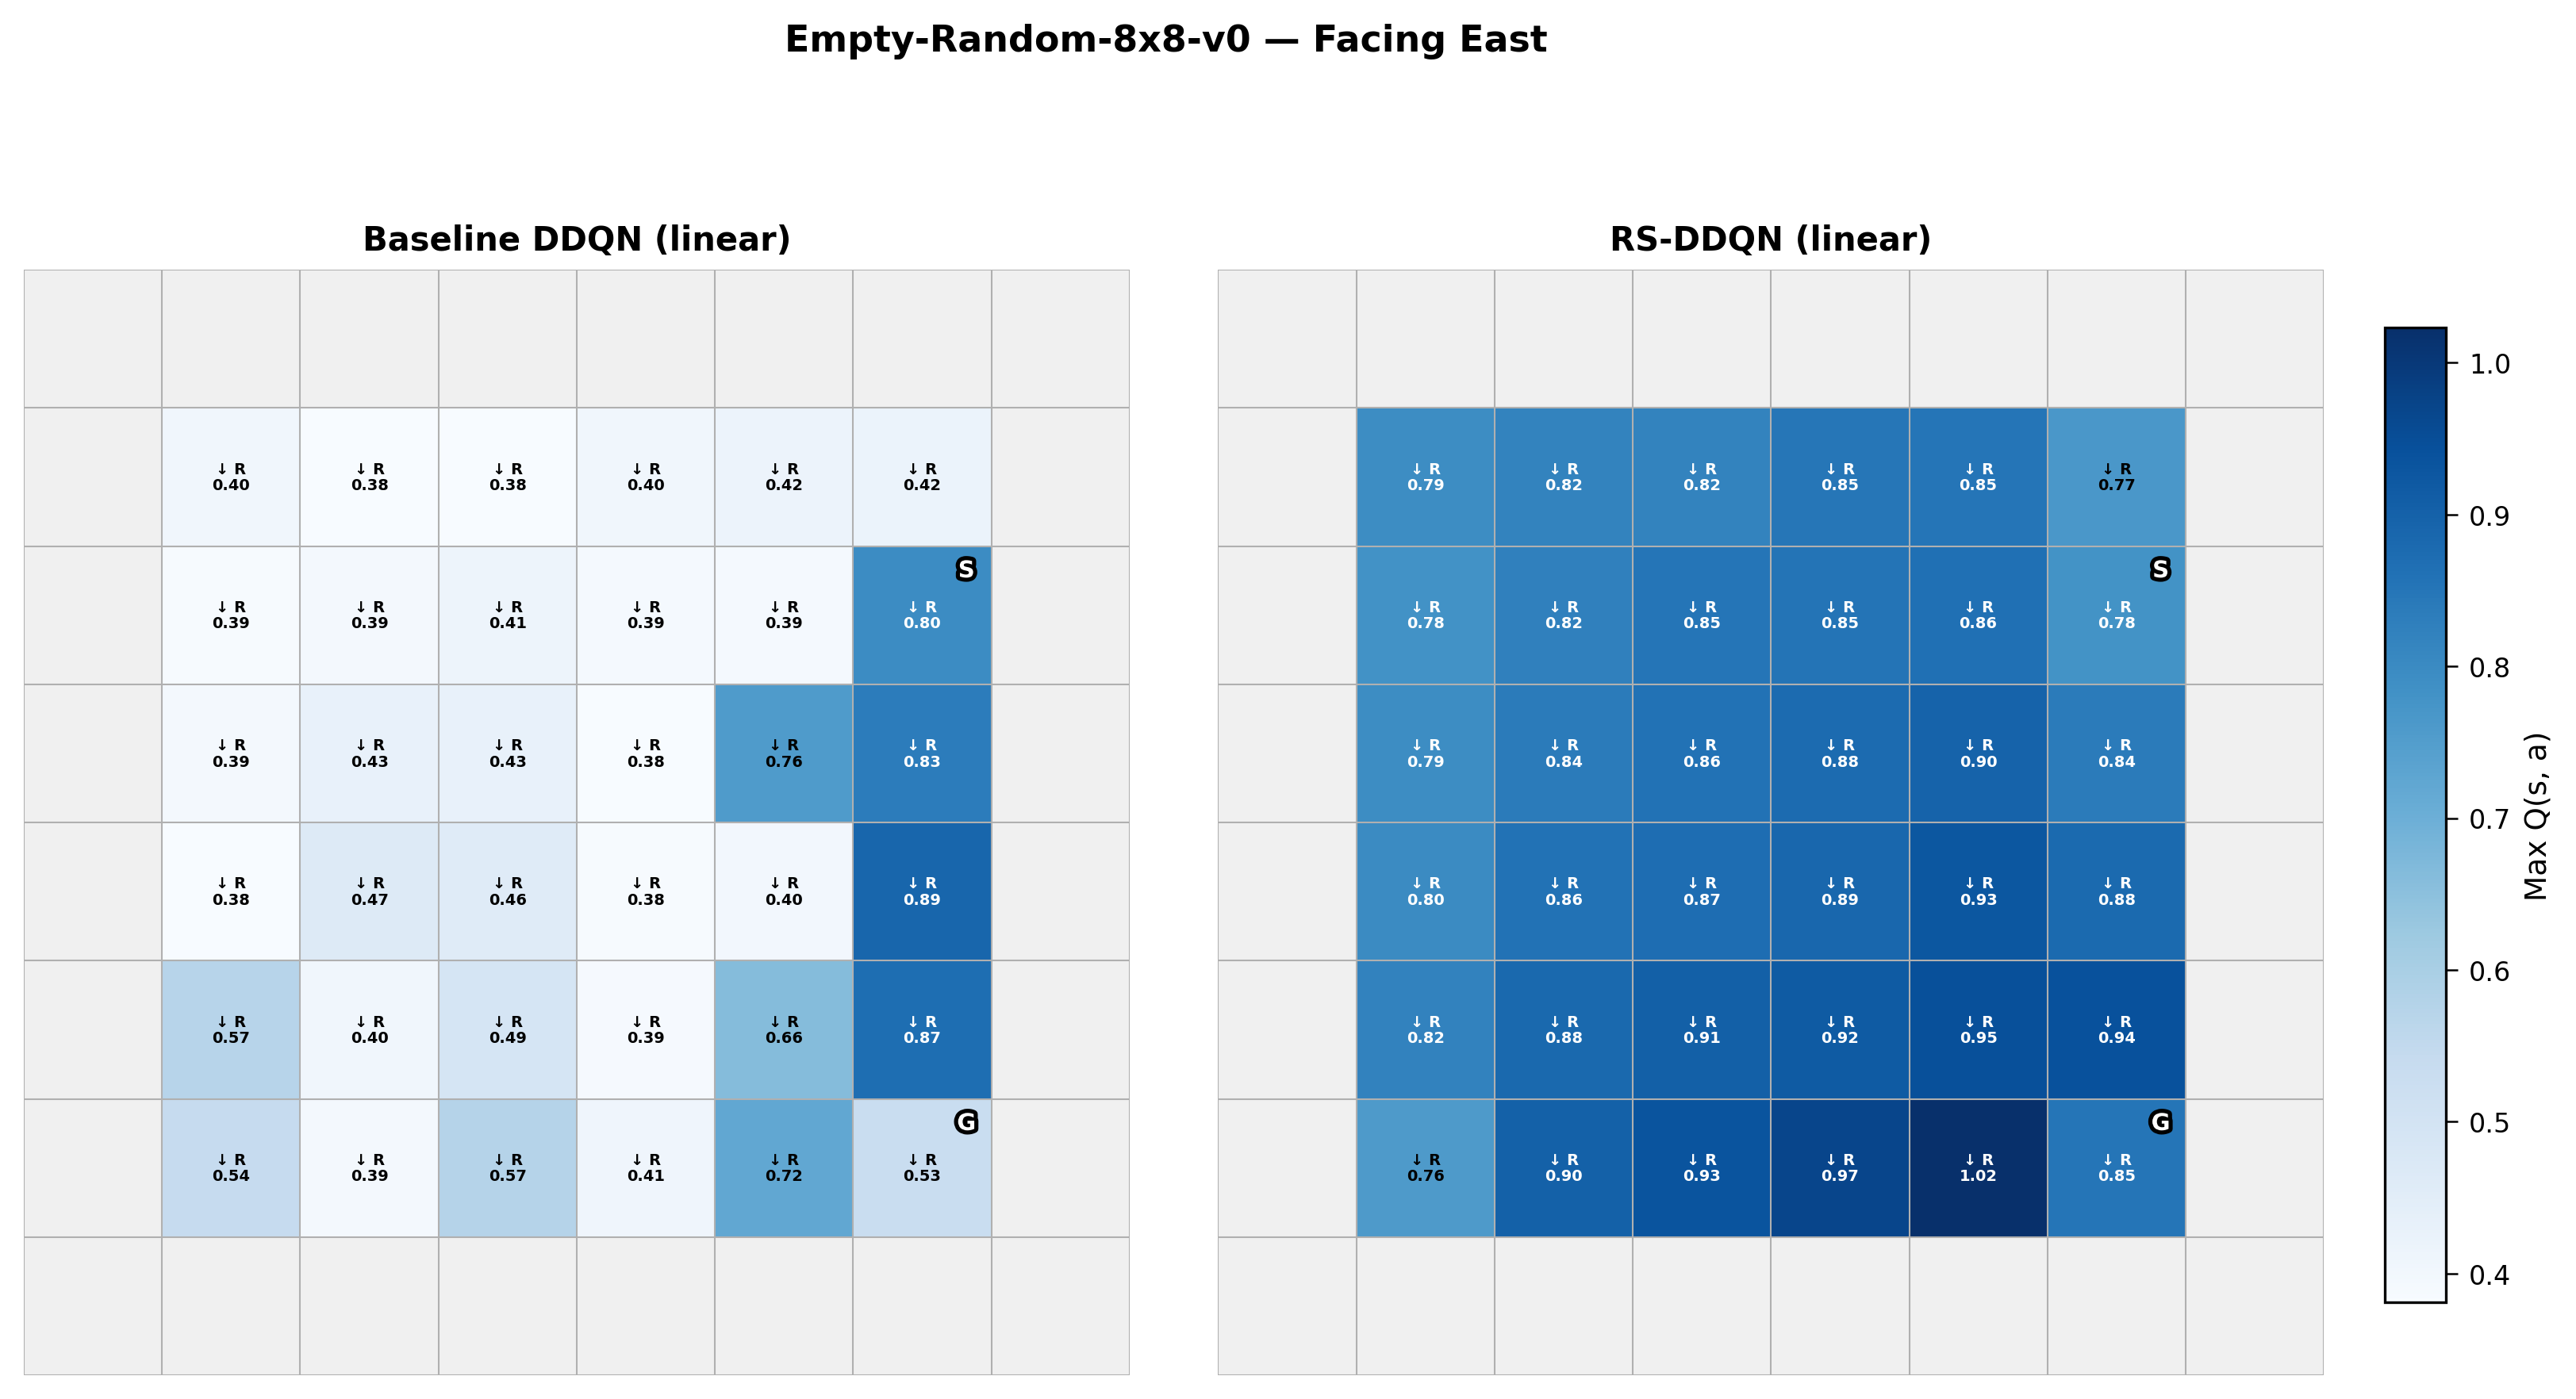 Empty-Random-8x8-v0 — Facing East
Baseline DDQN (linear)
↓ R ↓ R ↓ R ↓ R ↓ R ↓ R
0.40 0.38 0.38 0.40 0.42 0.42
S
↓ R ↓ R ↓ R ↓ R ↓ R ↓ R
0.39 0.39 0.41 0.39 0.39 0.80
↓ R ↓ R ↓ R ↓ R ↓ R ↓ R
0.39 0.43 0.43 0.38 0.76 0.83
↓ R ↓ R ↓ R ↓ R ↓ R ↓ R
0.38 0.47 0.46 0.38 0.40 0.89
↓ R ↓ R ↓ R ↓ R ↓ R ↓ R
0.57 0.40 0.49 0.39 0.66 0.87
G
↓ R ↓ R ↓ R ↓ R ↓ R ↓ R
0.54 0.39 0.57 0.41 0.72 0.53
RS-DDQN (linear)
↓ R ↓ R ↓ R ↓ R ↓ R ↓ R
0.79 0.82 0.82 0.85 0.85 0.77
S
↓ R ↓ R ↓ R ↓ R ↓ R ↓ R
0.78 0.82 0.85 0.85 0.86 0.78
↓ R ↓ R ↓ R ↓ R ↓ R ↓ R
0.79 0.84 0.86 0.88 0.90 0.84
↓ R ↓ R ↓ R ↓ R ↓ R ↓ R
0.80 0.86 0.87 0.89 0.93 0.88
↓ R ↓ R ↓ R ↓ R ↓ R ↓ R
0.82 0.88 0.91 0.92 0.95 0.94
G
↓ R ↓ R ↓ R ↓ R ↓ R ↓ R
0.76 0.90 0.93 0.97 1.02 0.85
1.0
0.9
0.8
0.7
0.6
0.5
0.4
Max Q(s, a)